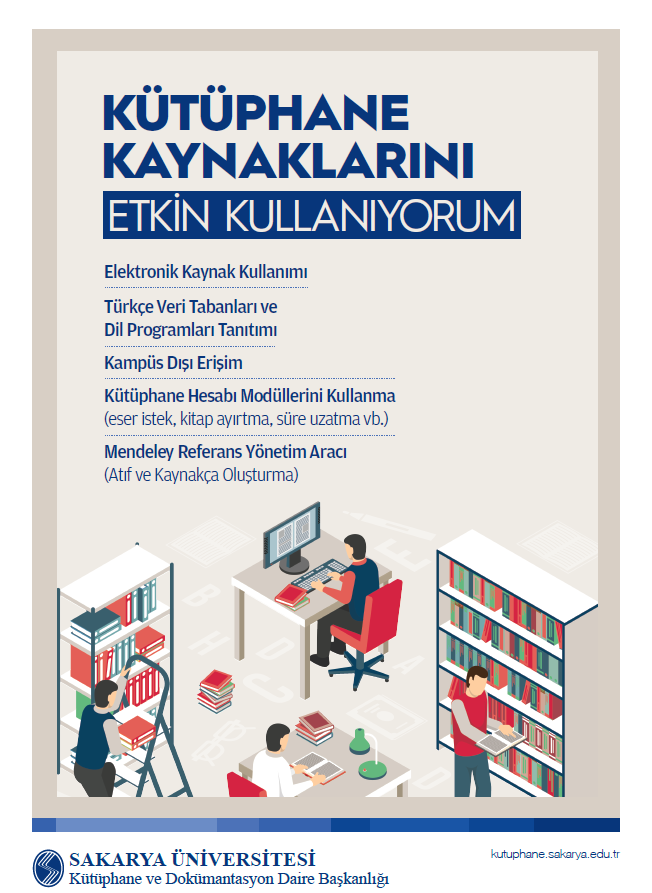 KÜTÜPHANE
KAYNAKLARINI
ETKİN KULLANIYORUM
Elektronik Kaynak Kullanımı
Türkçe Veri Tabanları ve
Dil Programları Tanıtımı
Kampüs Dışı Erişim
Kütüphane Hesabı Modüllerini Kullanma
(eser istek, kitap ayırtma, süre uzatma vb.)
Mendeley Referans Yönetim Aracı
(Atıf ve Kaynakça Oluşturma)
SAKARYA ÜNİVERSİTESİ
Kütüphane ve Dokümantasyon Daire Başkanlığı
kutuphane.sakarya.edu.tr